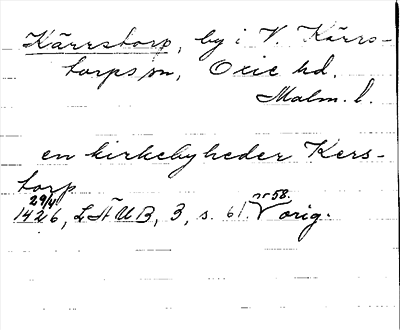 Kärrstorp, by i V. Kärrs-
torps sn, Oxie hd.
Malm. l.
en kirkebyheder Kers-
torp
29/4 1426, LÄUB, 3, s. 61. nr 58. V orig.